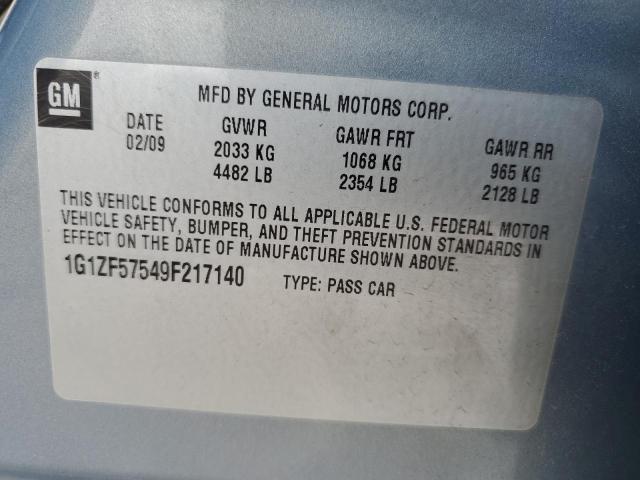 GM®
MFD BY GENERAL MOTORS CORP.
DATE GVWR GAWR FRT GAWR RR
02/09 2033 KG 1068 KG 965 KG
4482 LB 2354 LB 2128 LB
THIS VEHICLE CONFORMS TO ALL APPLICABLE U.S. FEDERAL MOTOR
VEHICLE SAFETY, BUMPER, AND THEFT PREVENTION STANDARDS IN
EFFECT ON THE DATE OF MANUFACTURE SHOWN ABOVE.
1G1ZF57549F217140 TYPE: PASS CAR